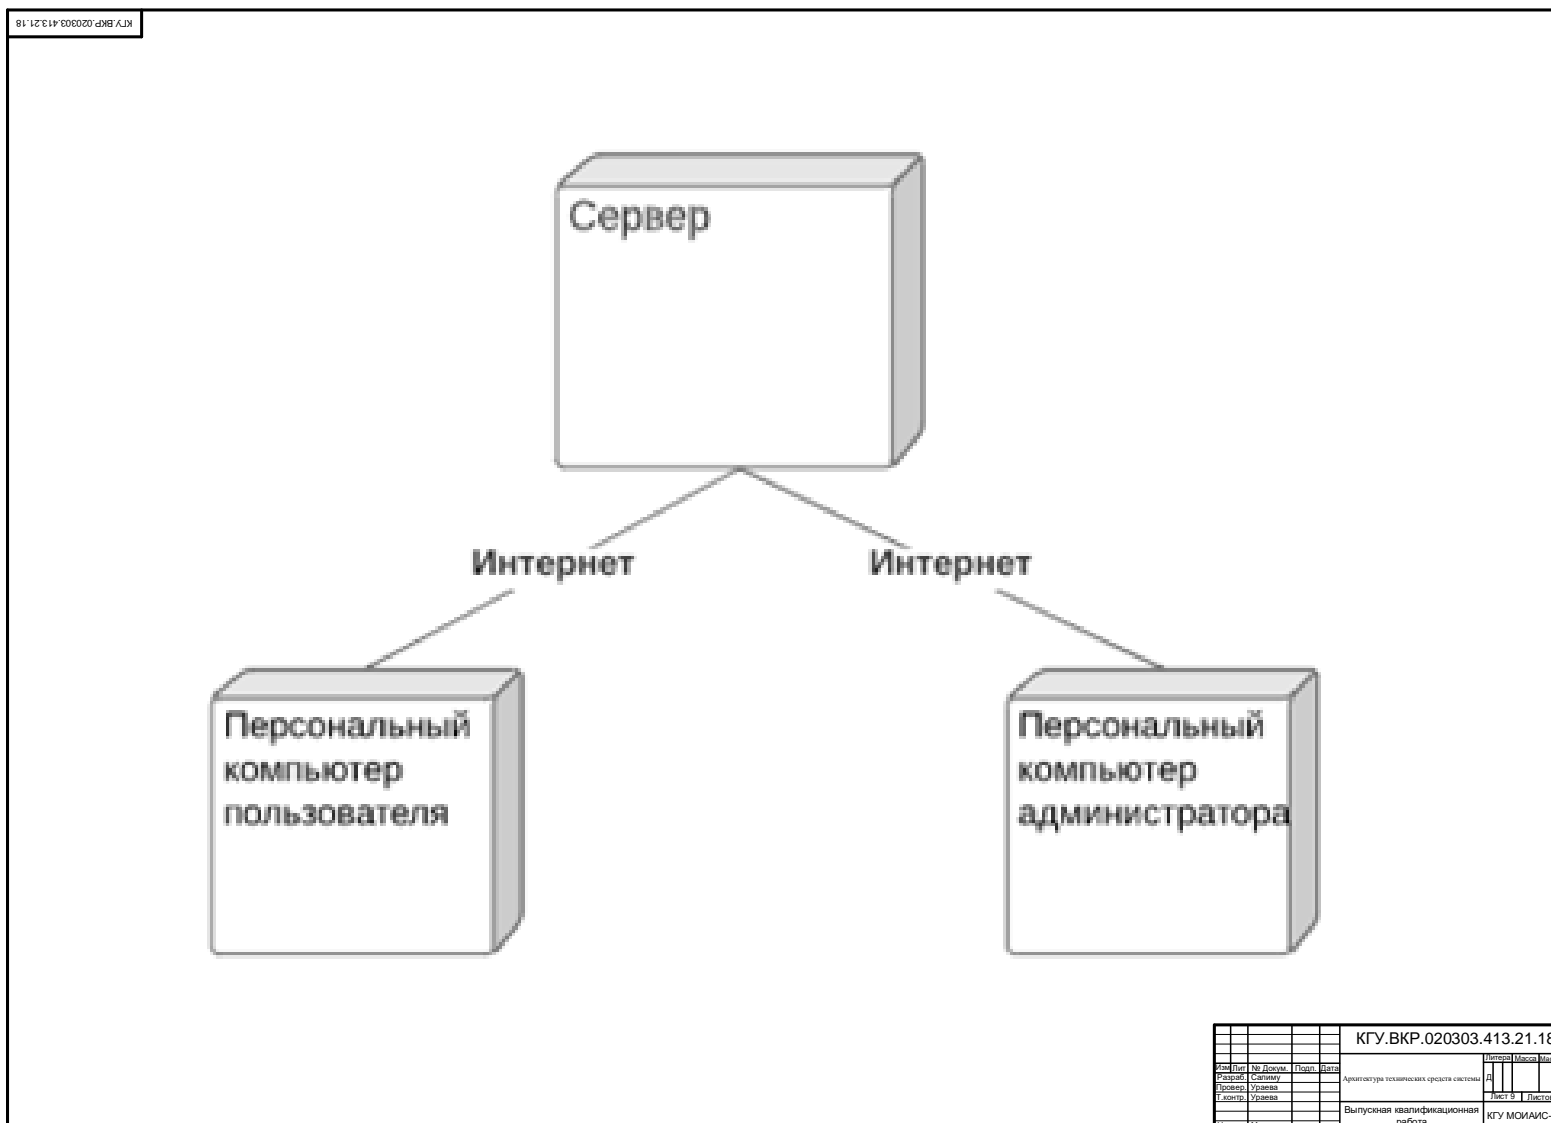 КГУ.ВКР.020303.413.21.18
Сервер
Интернет
Интернет
Персональный
компьютер
пользователя
Персональный
компьютер
администратора
КГУ.ВКР.020303.413.21.18
Литера Масса
Изм Лит № Докум. Подп. Дата
Разраб. Салиму
Архитектура технических средств системы
Д
Провер. Ураева
Т.контр. Ураева
Лист 9
Выпускная квалификационная
работа
КГУ МОИАИС-